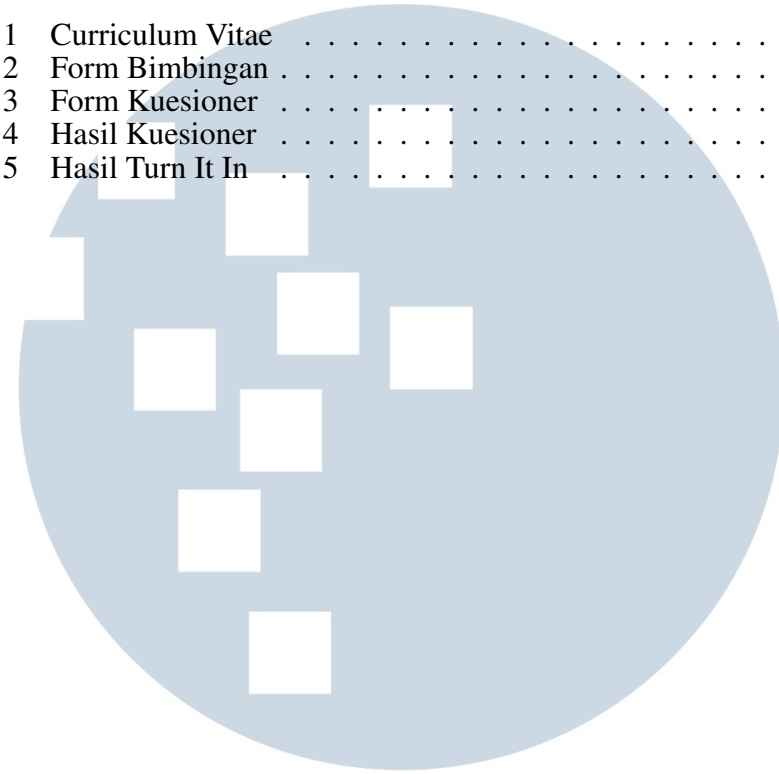 1 Curriculum Vitae . . . . . . . . . . . . . . . . . . . .
2 Form Bimbingan . . . . . . . . . . . . . . . . . . . . .
3 Form Kuesioner . . . . . . . . . . . . . . . . . . . . .
4 Hasil Kuesioner . . . . . . . . . . . . . . . . . . . . .
5 Hasil Turn It In . . . . . . . . . . . . . . . . . . . . .